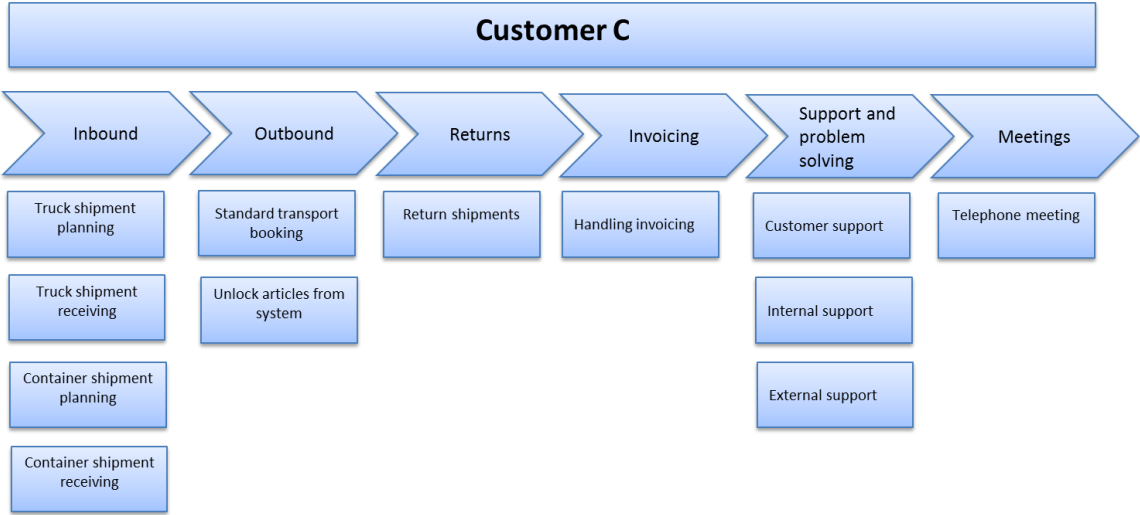 Customer C
Inbound
Outbound
Returns
Invoicing
Support and
problem
solving
Meetings
Truck shipment
planning
Standard transport
booking
Return shipments
Handling invoicing
Customer support
Telephone meeting
Truck shipment
receiving
Unlock articles from
system
Internal support
Container shipment
planning
External support
Container shipment
receiving